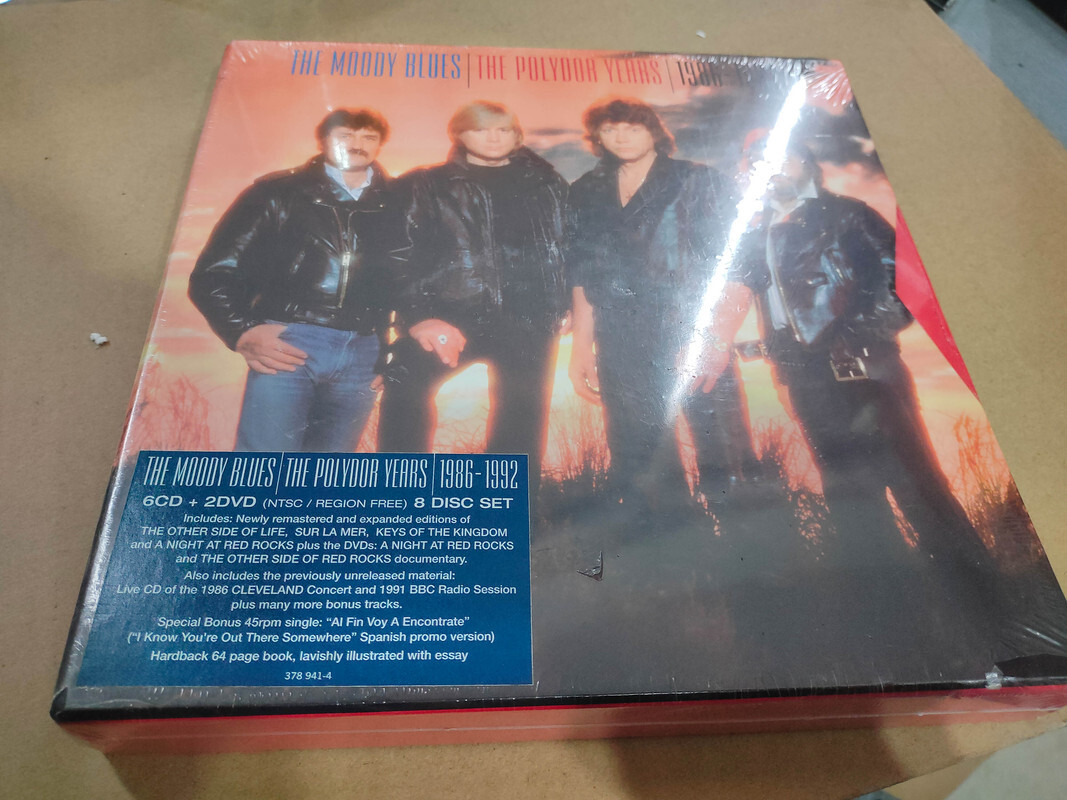 THE MOODY BLUES | THE POLYDOR YEARS |
THE MOODY BLUES | THE POLYDOR YEARS | 1986-1992
6CD + 2DVD (NTSC / REGION FREE) 8 DISC SET
Includes: Newly remastered and expanded editions of
THE OTHER SIDE OF LIFE, SUR LA MER, KEYS OF THE KINGDOM
and A NIGHT AT RED ROCKS plus the DVDs: A NIGHT AT RED ROCKS
and THE OTHER SIDE OF RED ROCKS documentary.
Also includes the previously unreleased material:
Live CD of the 1986 CLEVELAND Concert and 1991 BBC Radio Session
plus many more bonus tracks.
Special Bonus 45rpm single: “Al Fin Voy A Encontrate”
(“I Know You're Out There Somewhere” Spanish promo version)
Hardback 64 page book, lavishly illustrated with essay
378 941-4